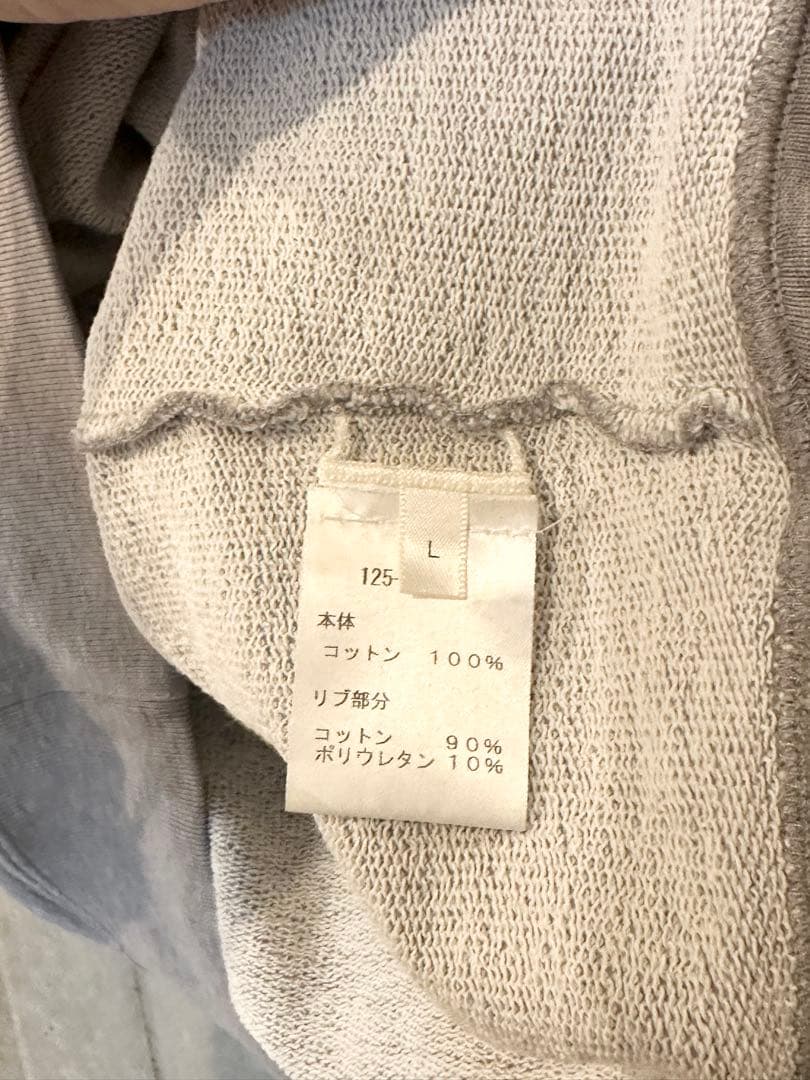 L
125-
本体
コットン 100%
リブ部分
コットン 90%
ポリウレタン 10%